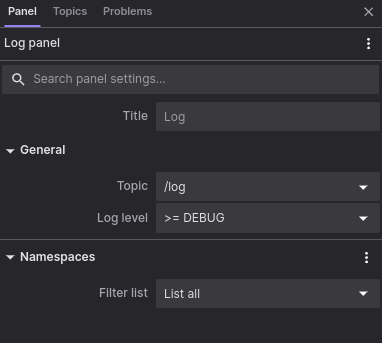 Panel Topics Problems
Log panel
Search panel settings...
Title Log
General
Topic /log
Log level >= DEBUG
Namespaces
Filter list List all